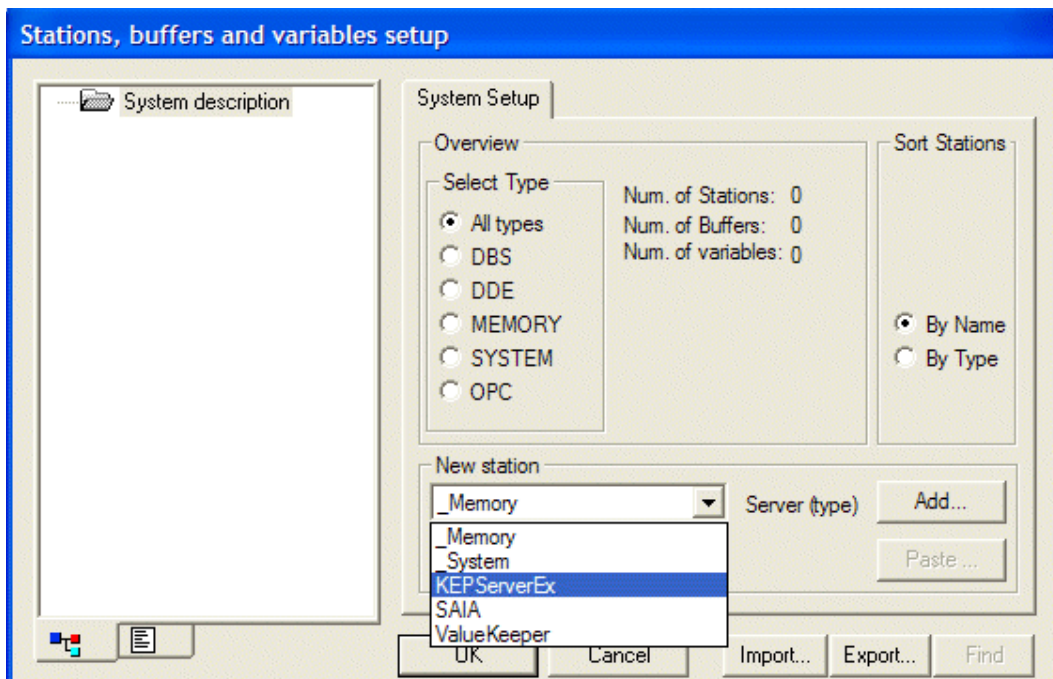 Stations, buffers and variables setup
System description
System Setup
Overview
Select Type
All types
DBS
DDE
MEMORY
SYSTEM
OPC
Num. of Stations: 0
Num. of Buffers: 0
Num. of variables: 0
Sort Stations
By Name
By Type
New station
_Memory
Server (type)
Add...
_Memory
_System
KEPServerEx
SAIA
ValueKeeper
Paste ...
OK
Cancel
Import...
Export...
Find